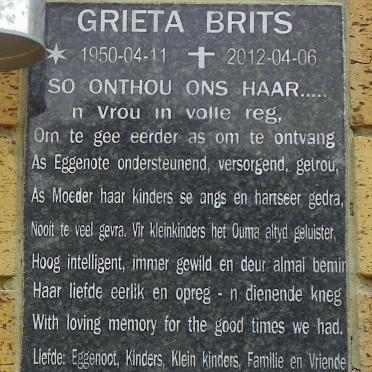 GRIETA BRITS
1950-04-11 2012-04-06
SO ONTHOU ONS HAAR.....
n Vrou in volle reg,
Om te gee eerder as om te ontvang
As Eggenote ondersteunend, versorgend, getrou,
As Moeder haar kinders se angs en hartseer gedra,
Nooit te veel gevra. Vir kleinkinders het Ouma altyd geluister,
Hoog intelligent, immer gewild en deur almal bemin
Haar liefde eerlik en opreg - n dienende kneg
With loving memory for the good times we had.
Liefde: Eggenoot, Kinders, Klein kinders, Familie en Vriende